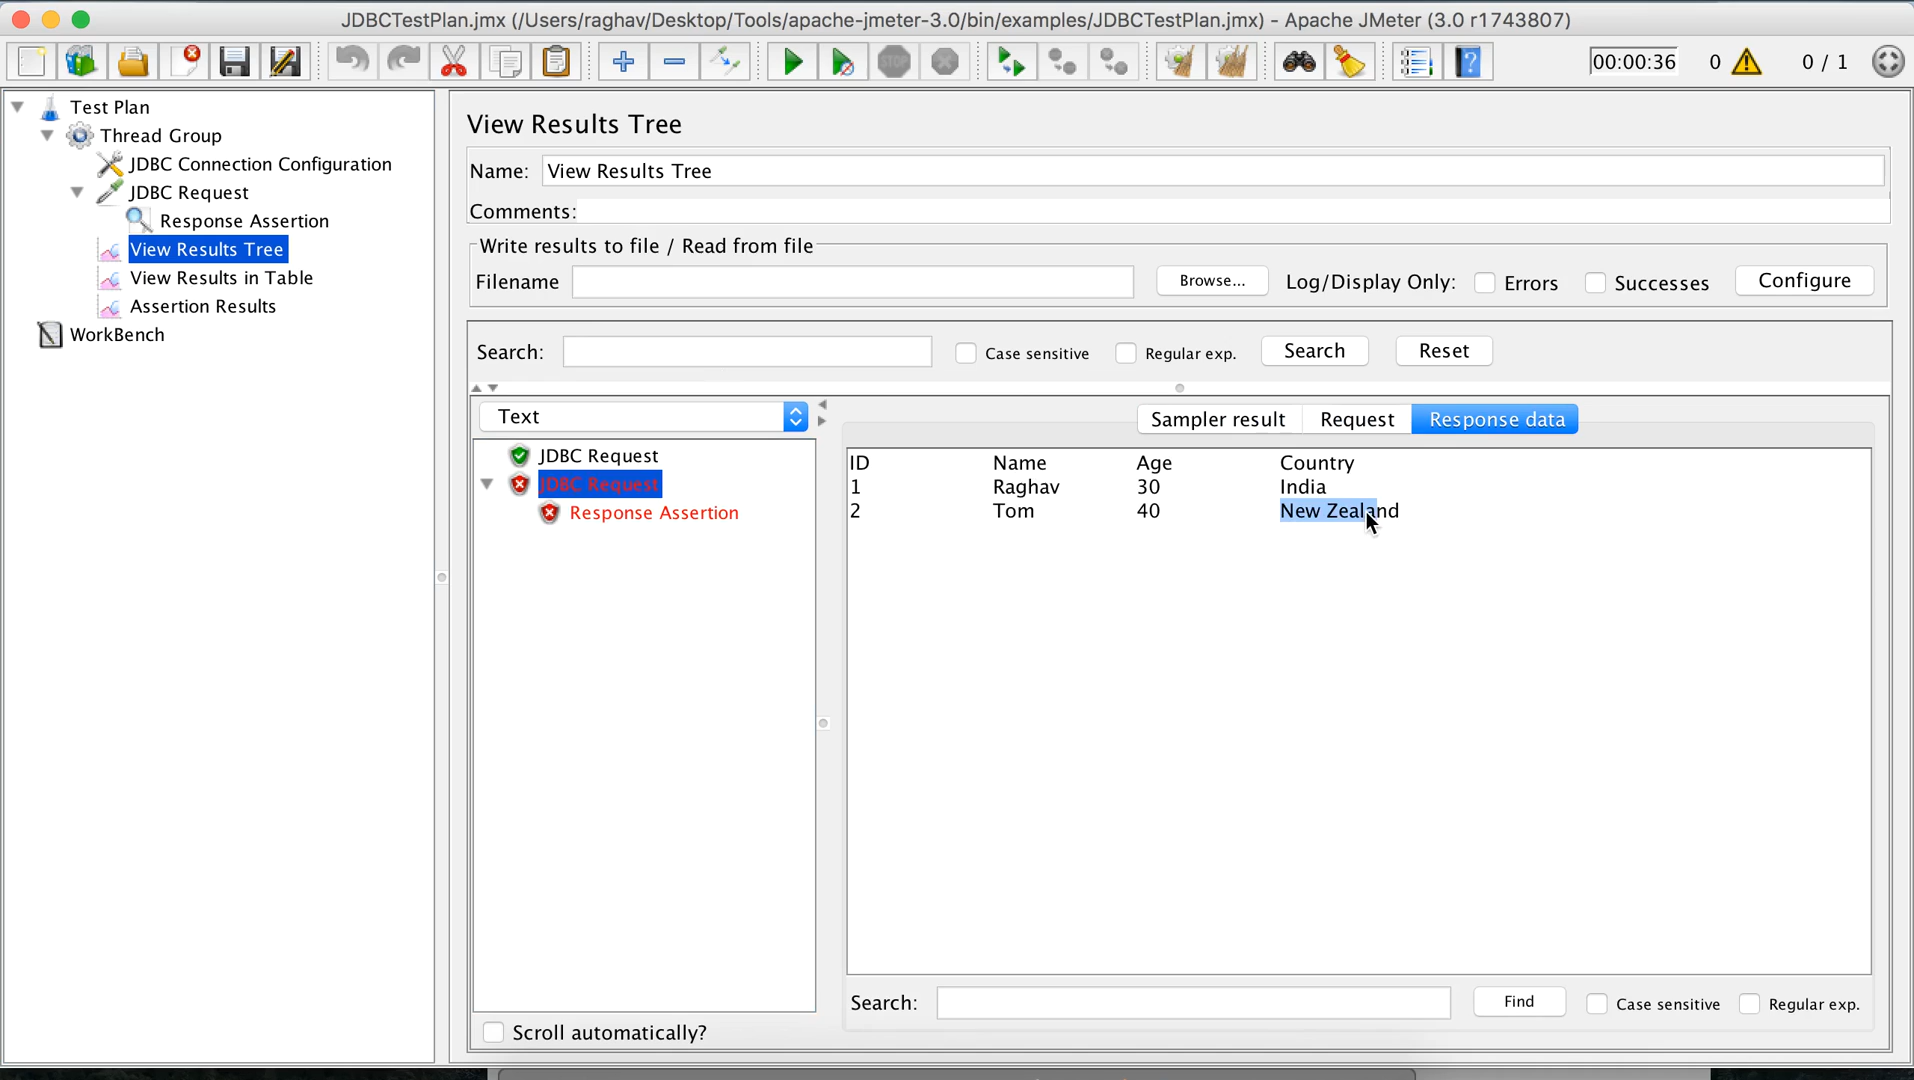 JDBCTestPlan.jmx (/Users/raghav/Desktop/Tools/apache-jmeter-3.0/bin/examples/JDBCTestPlan.jmx) - Apache JMeter (3.0 r1743807)
00:00:36 0 0 / 1
Test Plan
Thread Group
JDBC Connection Configuration
JDBC Request
Response Assertion
View Results Tree
View Results in Table
Assertion Results
WorkBench
View Results Tree
Name: View Results Tree
Comments:
Write results to file / Read from file
Filename Browse... Log/Display Only: Errors Successes Configure
Search: Case sensitive Regular exp. Search Reset
Text
JDBC Request
JDBC Request
Response Assertion
Scroll automatically?
Sampler result Request Response data
ID Name Age Country
1 Raghav 30 India
2 Tom 40 New Zealand
Search: Find Case sensitive Regular exp.